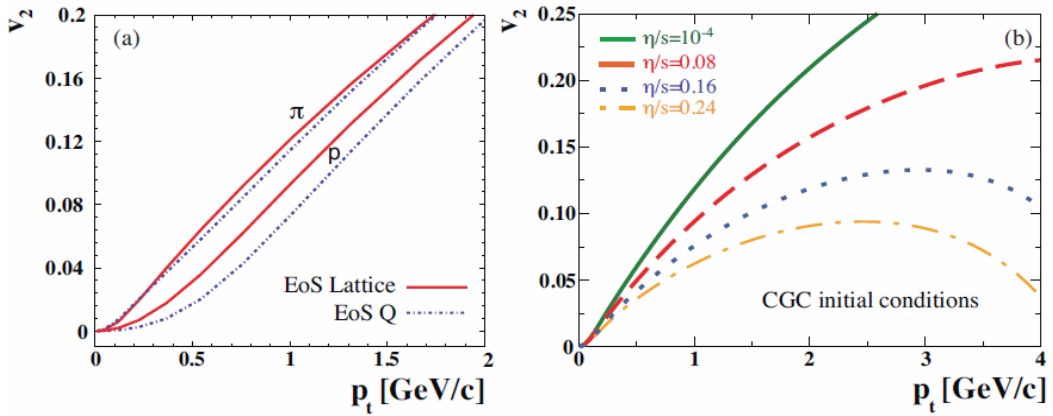 V2
0.2
0.16
0.12
0.08
0.04
0
(a)
π
p
EoS Lattice
EoS Q
0 0.5 1 1.5 2
pt [GeV/c]
V2
0.25
0.20
0.15
0.10
0.05
0
η/s=10-4
η/s=0.08
η/s=0.16
η/s=0.24
(b)
CGC initial conditions
0 1 2 3 4
pt [GeV/c]